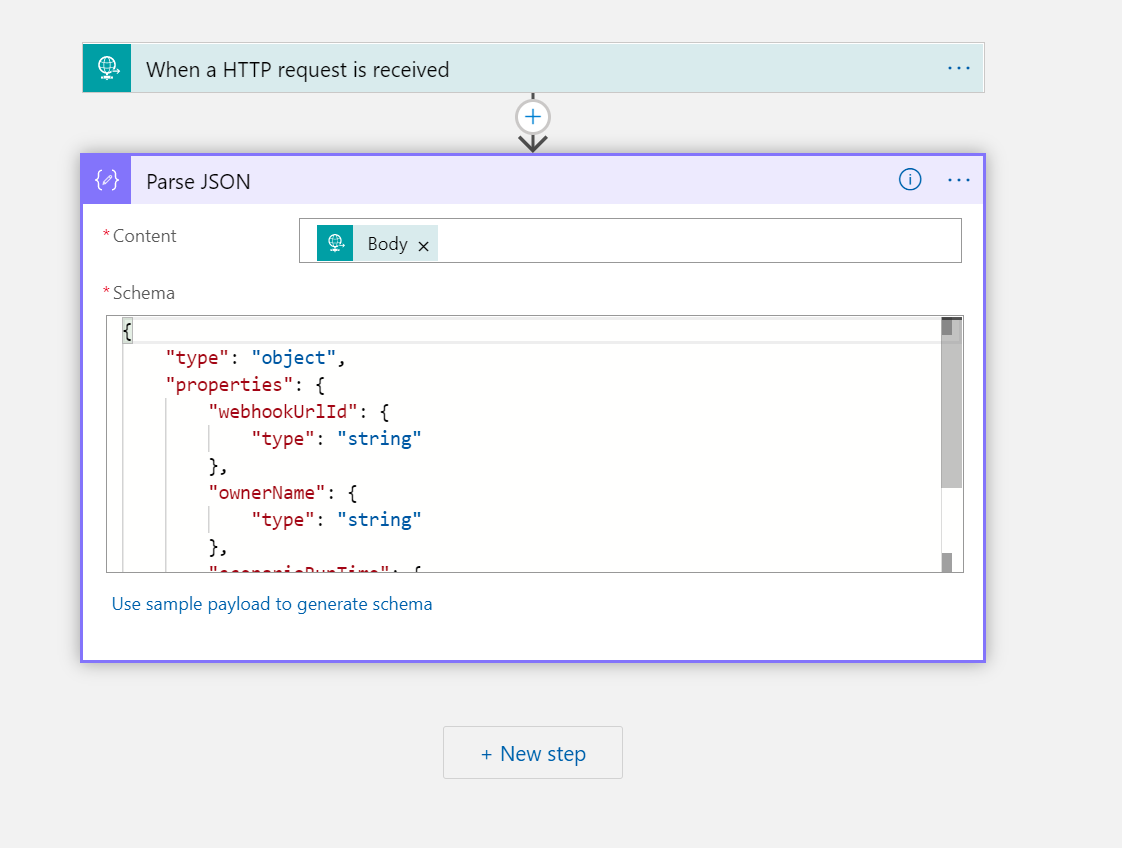 When a HTTP request is received
Parse JSON
* Content
Body
* Schema
{
"type": "object",
"properties": {
"webhookUrlId": {
"type": "string"
},
"ownerName": {
"type": "string"
},
Use sample payload to generate schema
+ New step